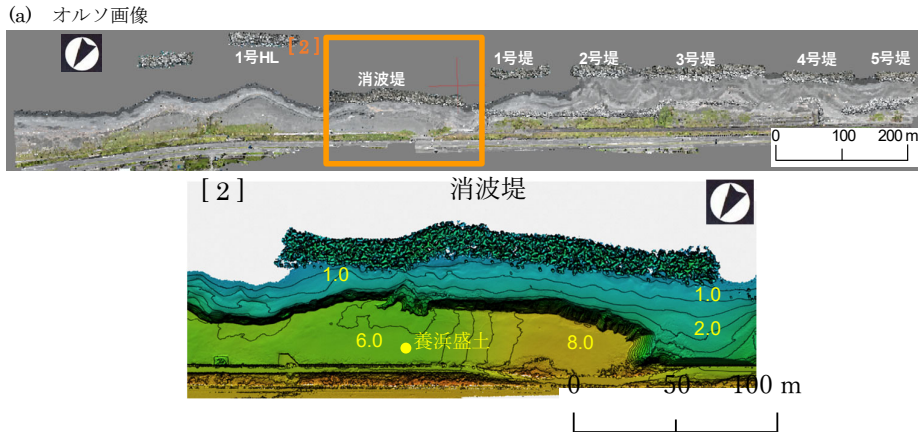 (a) オルソ画像
1号HL
[2]
消波堤
1号堤
2号堤
3号堤
4号堤
5号堤
0 100 200 m
[2] 消波堤
1.0
1.0
2.0
6.0
養浜盛土
8.0
0 50 100 m